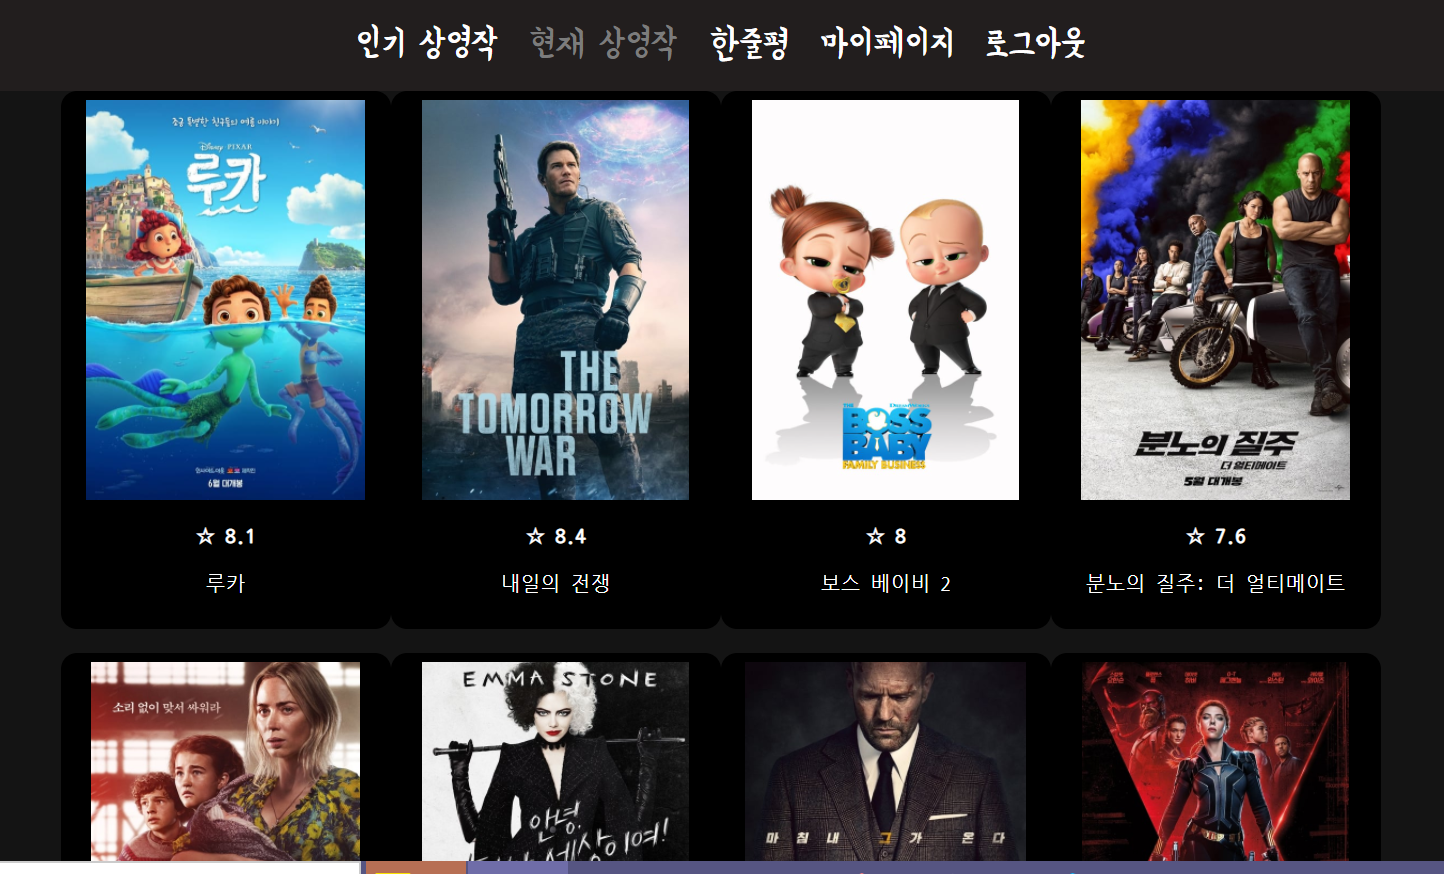 인기 상영작 현재 상영작 한줄평 마이페이지 로그아웃
조금 특별한 친구들의 여름 이야기
Disney PIXAR
루카
6월 대개봉
THE
TOMORROW
WAR
THE
DREAMWORKS
BOSS
BABY
FAMILY BUSINESS
분노의 질주
더 얼티메이트
5월 대개봉
☆ 8.1
☆ 8.4
☆ 8
☆ 7.6
루카
내일의 전쟁
보스 베이비 2
분노의 질주: 더 얼티메이트
소리 없이 맞서 싸워라
EMMA STONE
안녕,
세상이여!
마 침 내 그 가 온 다